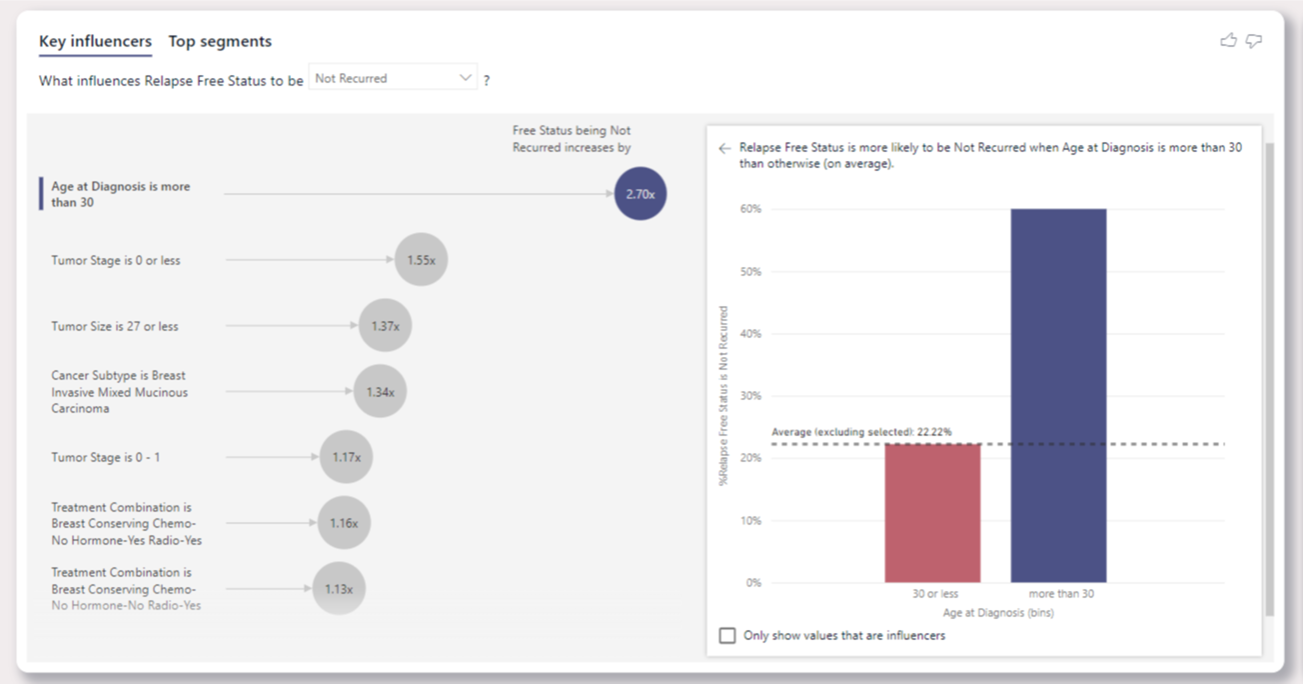 Key influencers Top segments
What influences Relapse Free Status to be Not Recurred ?
Free Status being Not
Recurred increases by
Age at Diagnosis is more
than 30
2.70x
Tumor Stage is 0 or less
1.55x
Tumor Size is 27 or less
1.37x
Cancer Subtype is Breast
Invasive Mixed Mucinous
Carcinoma
1.34x
Tumor Stage is 0 - 1
1.17x
Treatment Combination is
Breast Conserving Chemo-
No Hormone-Yes Radio-Yes
1.16x
Treatment Combination is
Breast Conserving Chemo-
No Hormone-No Radio-Yes
1.13x
Relapse Free Status is more likely to be Not Recurred when Age at Diagnosis is more than 30
than otherwise (on average).
%Relapse Free Status is Not Recurred
60%
50%
40%
30%
Average (excluding selected): 22.22%
20%
10%
0%
30 or less more than 30
Age at Diagnosis (bins)
Only show values that are influencers